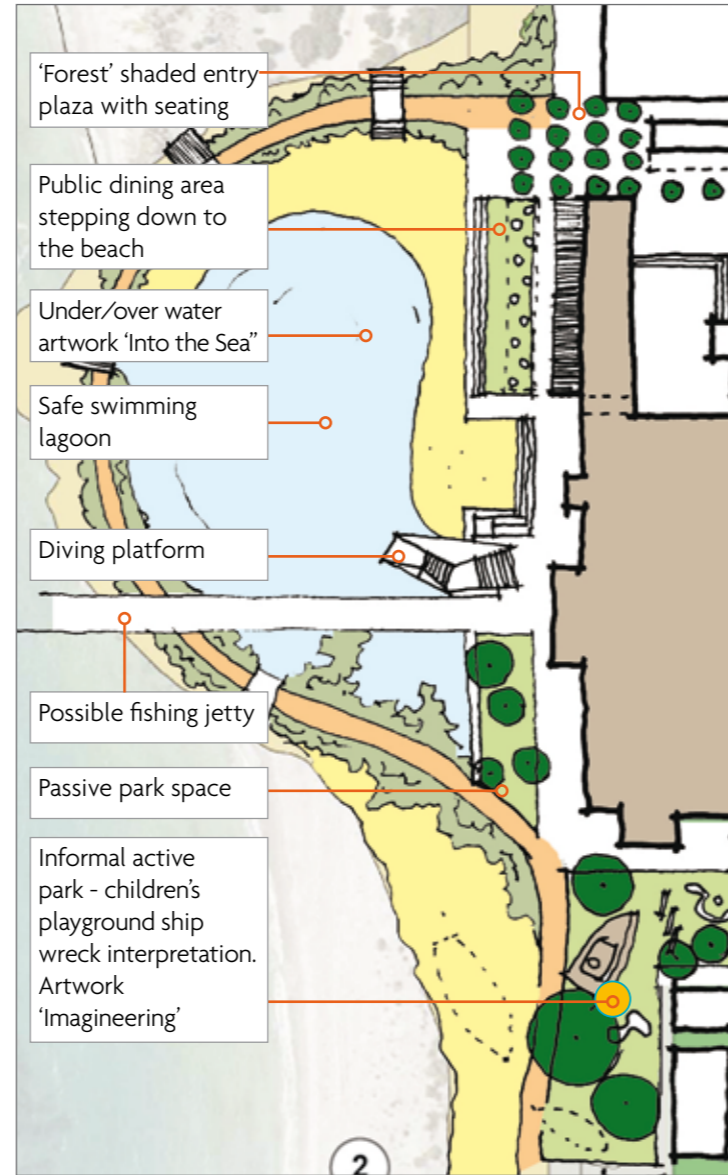 ‘Forest’ shaded entry
plaza with seating
Public dining area
stepping down to
the beach
Under/over water
artwork ‘Into the Sea”
Safe swimming
lagoon
Diving platform
Possible fishing jetty
Passive park space
Informal active
park - children’s
playground ship
wreck interpretation.
Artwork
‘Imagineering’
2